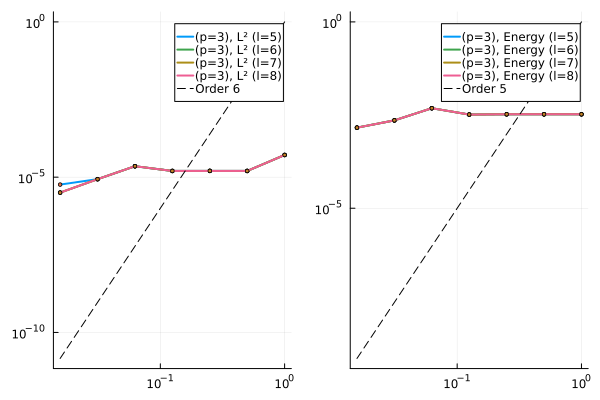 10⁰
10⁻⁵
10⁻¹⁰
10⁻¹
10⁰
(p=3), L² (l=5)
(p=3), L² (l=6)
(p=3), L² (l=7)
(p=3), L² (l=8)
Order 6
10⁰
10⁻⁵
10⁻¹
10⁰
(p=3), Energy (l=5)
(p=3), Energy (l=6)
(p=3), Energy (l=7)
(p=3), Energy (l=8)
Order 5